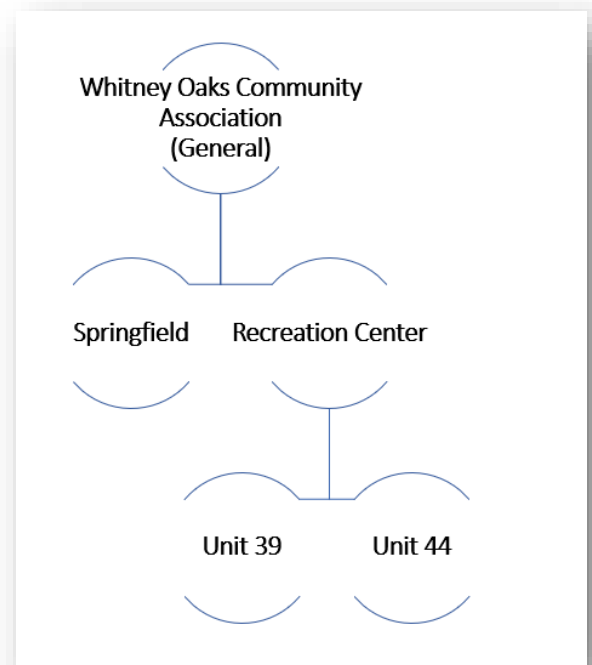 Whitney Oaks Community
Association
(General)
Springfield
Recreation Center
Unit 39
Unit 44